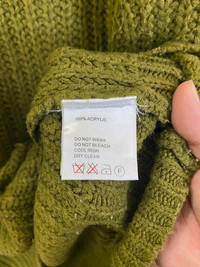 100% ACRYLIC
DO NOT WASH
DO NOT BLEACH
COOL IRON
DRY CLEAN